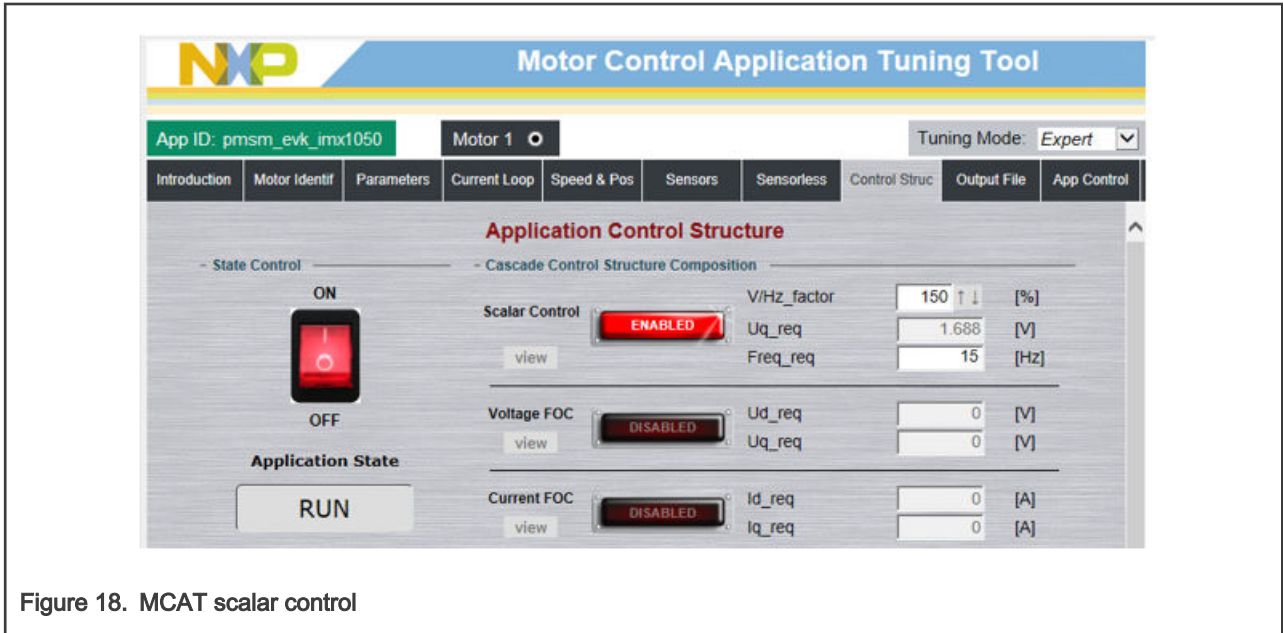 NXP
Motor Control Application Tuning Tool
App ID: pmsm_evk_imx1050
Motor 1
Tuning Mode: Expert
Introduction Motor Identif Parameters Current Loop Speed & Pos Sensors Sensorless Control Struc Output File App Control
Application Control Structure
- State Control
- Cascade Control Structure Composition
ON
OFF
Application State
RUN
Scalar Control
ENABLED
view
V/Hz_factor 150 ↑↓ [%]
Uq_req 1.688 [V]
Freq_req 15 [Hz]
Voltage FOC
DISABLED
view
Ud_req 0 [V]
Uq_req 0 [V]
Current FOC
DISABLED
view
Id_req 0 [A]
Iq_req 0 [A]
Figure 18. MCAT scalar control